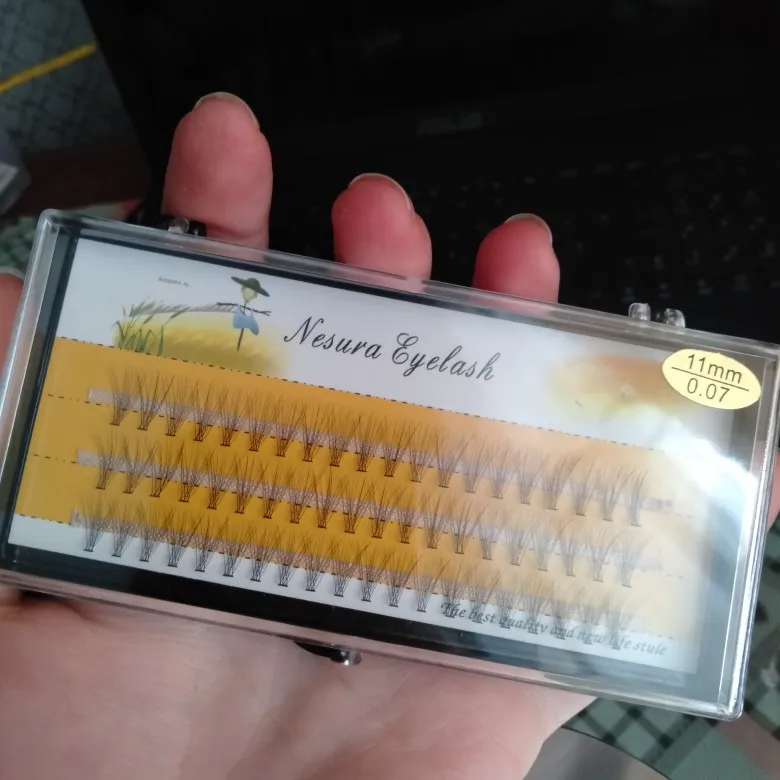 Nesura Eyelash
11mm
0.07
The best quality and new life stule